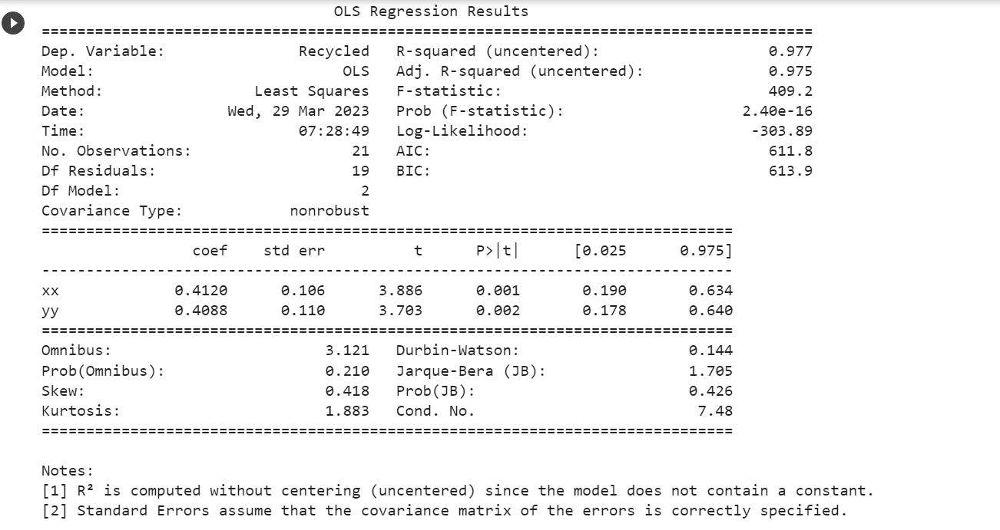 OLS Regression Results
==============================================================================
Dep. Variable: Recycled R-squared (uncentered): 0.977
Model: OLS Adj. R-squared (uncentered): 0.975
Method: Least Squares F-statistic: 409.2
Date: Wed, 29 Mar 2023 Prob (F-statistic): 2.40e-16
Time: 07:28:49 Log-Likelihood: -303.89
No. Observations: 21 AIC: 611.8
Df Residuals: 19 BIC: 613.9
Df Model: 2
Covariance Type: nonrobust
==============================================================================
coef std err t P>|t| [0.025 0.975]
------------------------------------------------------------------------------
xx 0.4120 0.106 3.886 0.001 0.190 0.634
yy 0.4088 0.110 3.703 0.002 0.178 0.640
==============================================================================
Omnibus: 3.121 Durbin-Watson: 0.144
Prob(Omnibus): 0.210 Jarque-Bera (JB): 1.705
Skew: 0.418 Prob(JB): 0.426
Kurtosis: 1.883 Cond. No. 7.48
==============================================================================
Notes:
[1] R² is computed without centering (uncentered) since the model does not contain a constant.
[2] Standard Errors assume that the covariance matrix of the errors is correctly specified.